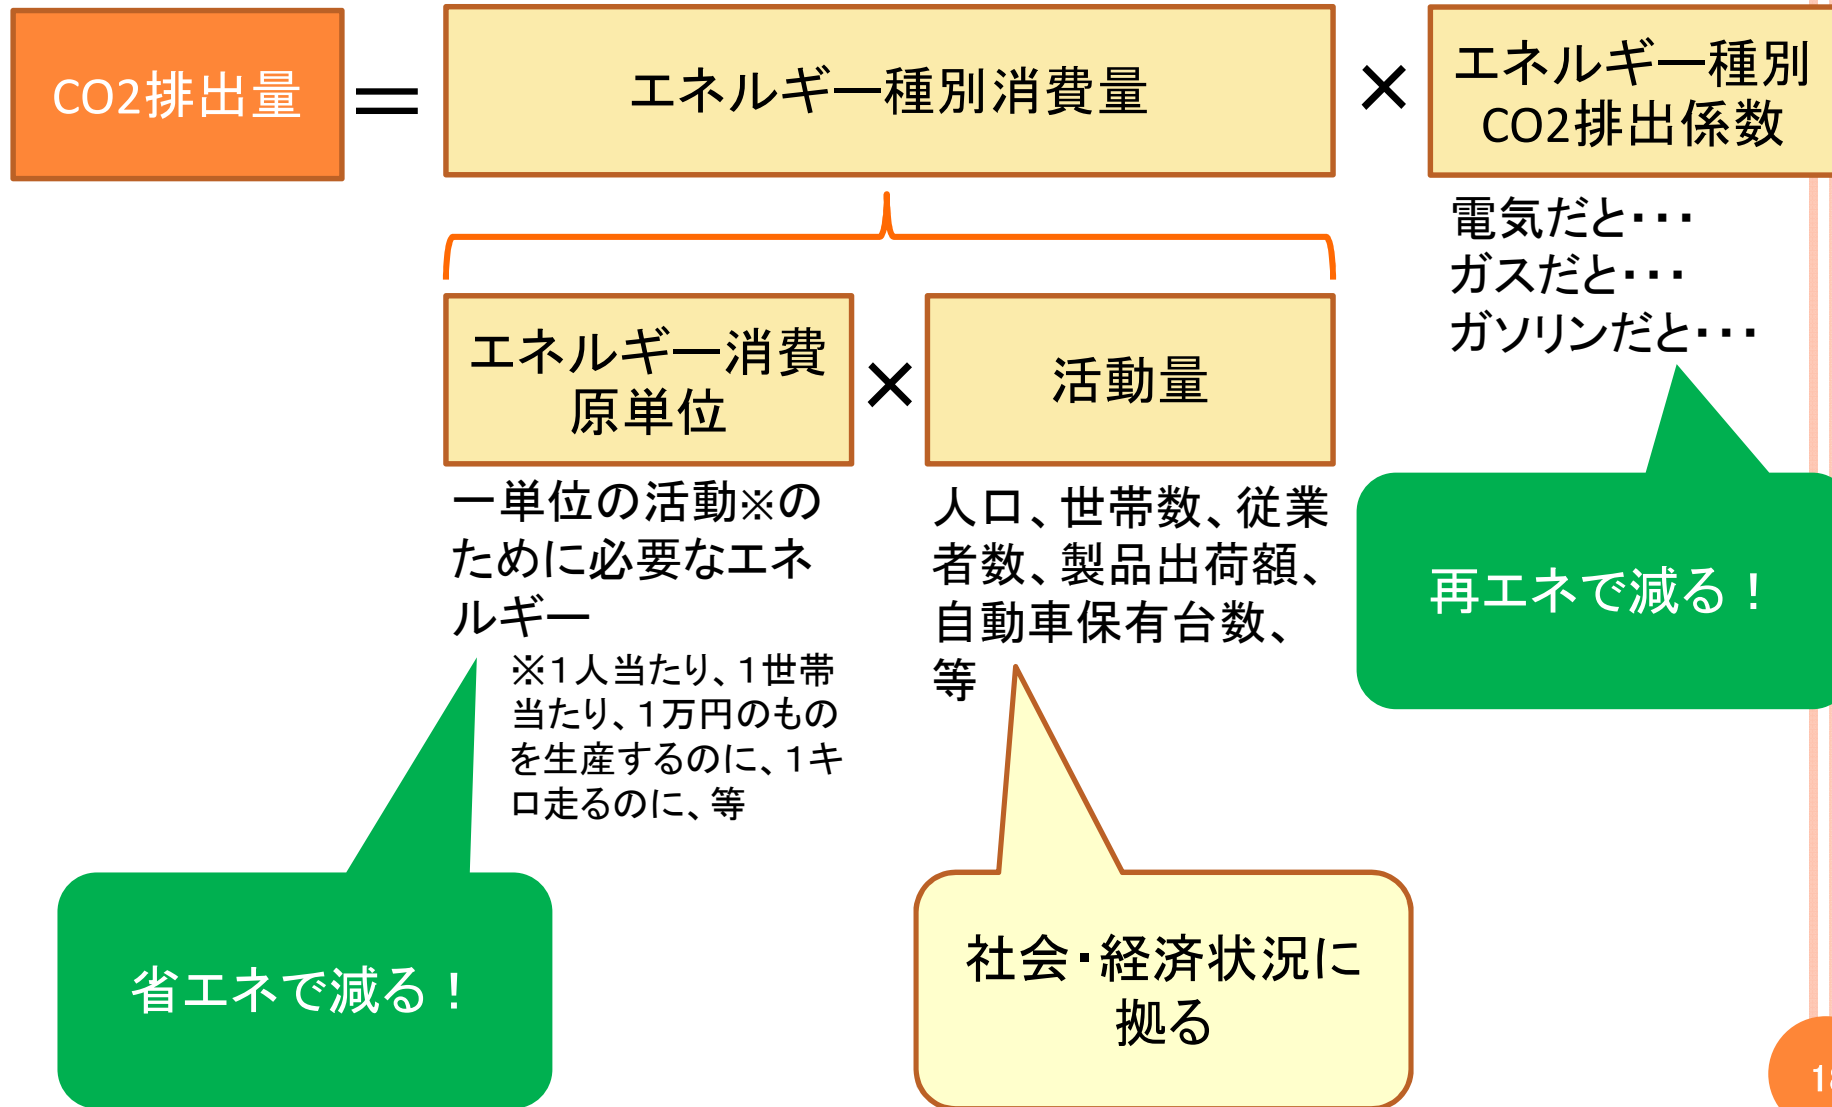 CO2排出量
＝
エネルギー種別消費量
×
エネルギー種別
CO2排出係数
電気だと・・・
ガスだと・・・
ガソリンだと・・・
エネルギー消費
原単位
×
活動量
一単位の活動※の
ために必要なエネ
ルギー
※１人当たり、１世帯
当たり、１万円のもの
を生産するのに、１キ
ロ走るのに、等
人口、世帯数、従業
者数、製品出荷額、
自動車保有台数、
等
再エネで減る！
省エネで減る！
社会・経済状況に
拠る